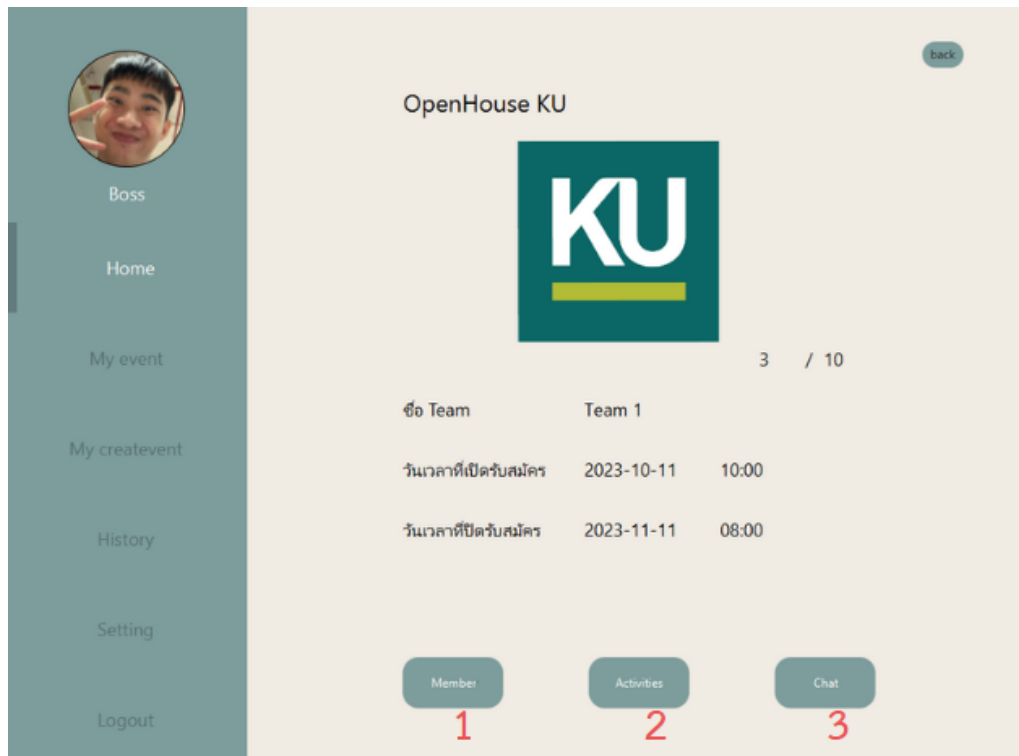 back
Boss
Home
My event
My createvent
History
Setting
Logout
OpenHouse KU
KU
3 / 10
ชื่อ Team Team 1
วันเวลาที่เปิดรับสมัคร 2023-10-11 10:00
วันเวลาที่ปิดรับสมัคร 2023-11-11 08:00
Member Activities Chat
1 2 3